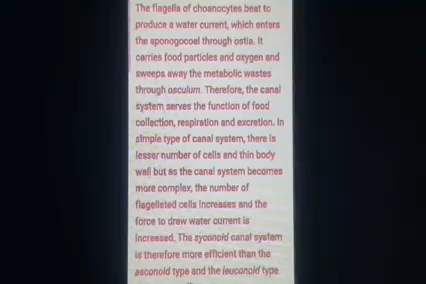 The flagella of choanocytes beat to
produce a water current, which enters
the spongocoel through ostia. It
carries food particles and oxygen and
sweeps away the metabolic wastes
through osculum. Therefore, the canal
system serves the function of food
collection, respiration and excretion. In
simple type of canal system, there is
lesser number of cells and thin body
wall but as the canal system becomes
more complex, the number of
flagellated cells increases and the
force to draw water current is
increased. The syconoid canal system
is therefore more efficient than the
asconoid type and the leuconoid type